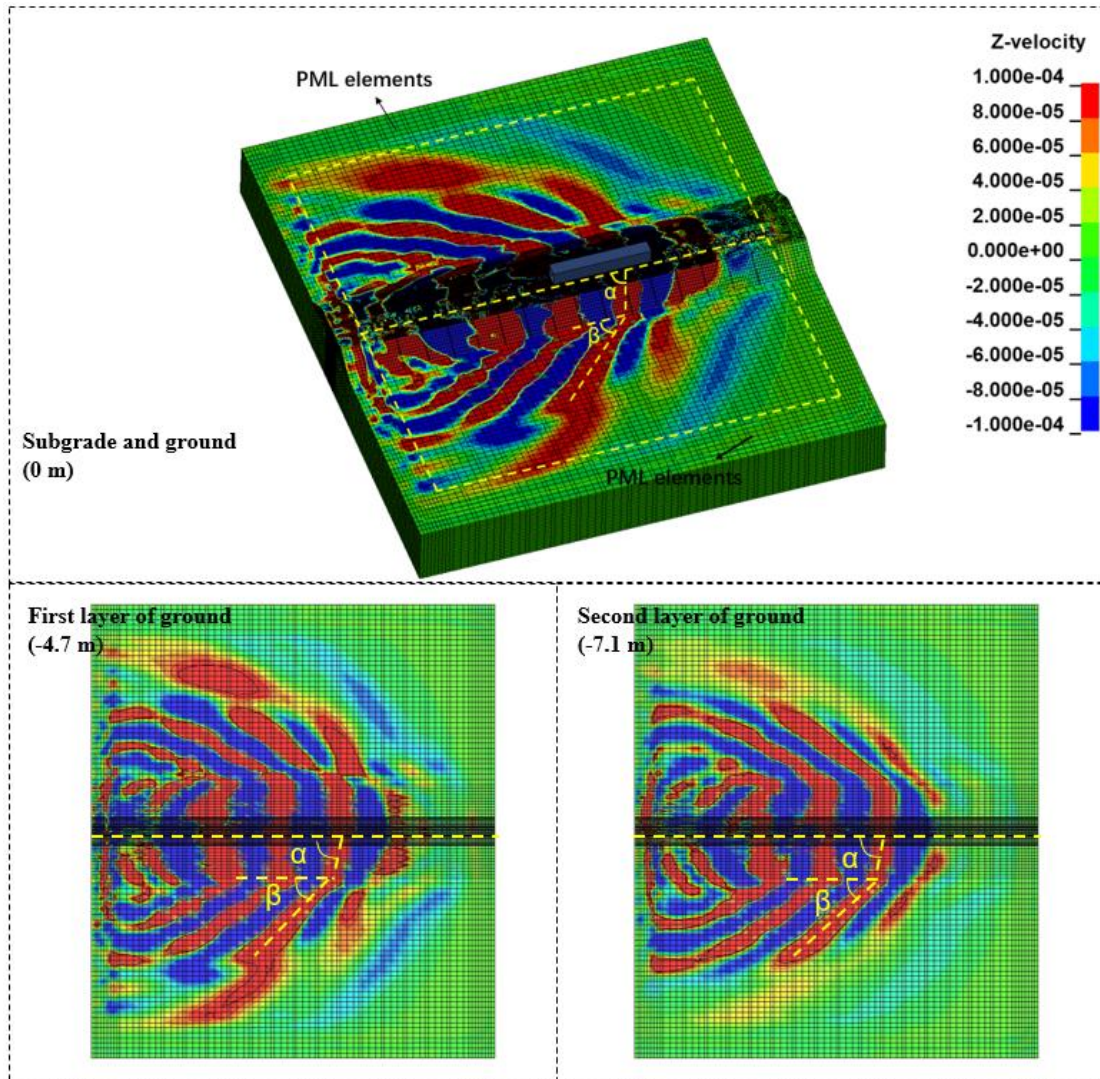 PML elements
Z-velocity
1.000e-04
8.000e-05
6.000e-05
4.000e-05
2.000e-05
0.000e+00
-2.000e-05
-4.000e-05
-6.000e-05
-8.000e-05
-1.000e-04
α
β
Subgrade and ground
(0 m)
PML elements
First layer of ground
(-4.7 m)
α
β
Second layer of ground
(-7.1 m)
α
β